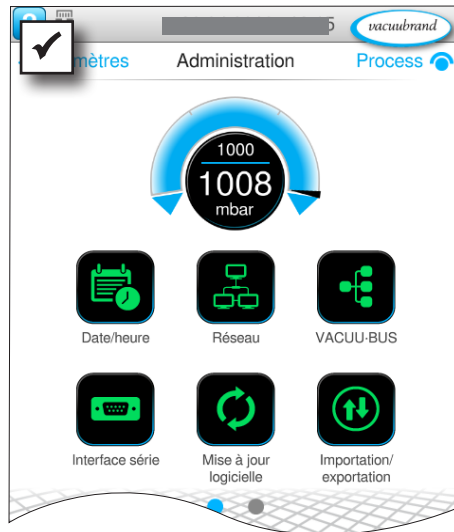 vacuubrand
mètres
Administration
Process
1000
1008
mbar
Date/heure
Réseau
VACUU·BUS
Interface série
Mise à jour
logicielle
Importation/
exportation